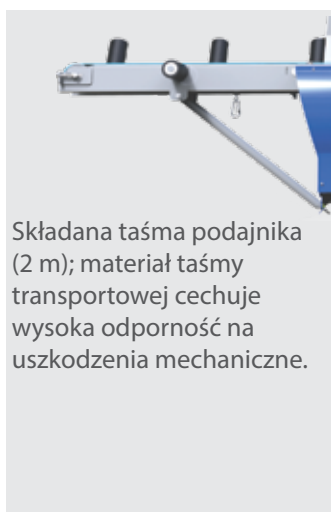 Składana taśma podajnika
(2 m); materiał taśmy
transportowej cechuje
wysoka odporność na
uszkodzenia mechaniczne.